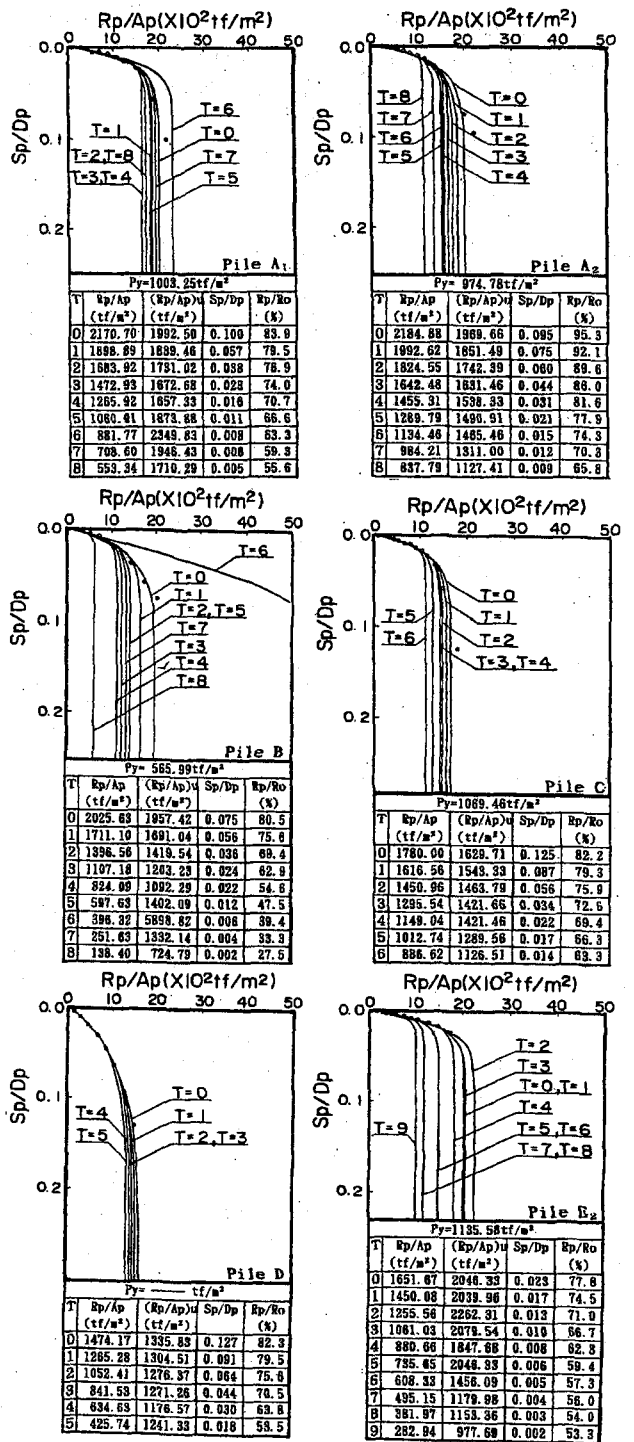 Rp/Ap(X10²tf/m²)
0 10 20 30 40 50
0.0
0.1
0.2
Sp/Dp
T=6
T=1
T=0
T=2,T=8
T=7
T=3,T=4
T=5
Pile A₁
Py=1003.25tf/m²
T Rp/Ap (Rp/Ap)u Sp/Dp Rp/Ro
(tf/m²) (tf/m²) (%)
0 2170.70 1992.50 0.100 83.9
1 1898.89 1839.46 0.057 79.5
2 1683.92 1731.02 0.038 76.9
3 1472.93 1672.68 0.023 74.0
4 1265.92 1657.33 0.016 70.7
5 1060.91 1873.88 0.011 66.6
6 881.77 2349.83 0.008 63.3
7 708.60 1946.43 0.006 59.3
8 553.34 1710.29 0.005 55.6
Rp/Ap(X10²tf/m²)
0 10 20 30 40 50
0.0
0.1
0.2
Sp/Dp
T=8
T=0
T=7
T=1
T=6
T=2
T=5
T=3
T=4
Pile A₂
Py= 974.78tf/m²
T Rp/Ap (Rp/Ap)u Sp/Dp Rp/Ro
(tf/m²) (tf/m²) (%)
0 2184.88 1969.66 0.095 95.3
1 1992.62 1851.49 0.075 92.1
2 1824.55 1742.39 0.060 89.6
3 1642.48 1631.46 0.044 86.0
4 1455.31 1538.33 0.031 81.6
5 1289.79 1490.91 0.021 77.9
6 1134.46 1465.46 0.015 74.3
7 984.21 1311.00 0.012 70.3
8 837.79 1127.41 0.009 65.8
Rp/Ap(X10²tf/m²)
0 10 20 30 40 50
0.0
0.1
0.2
Sp/Dp
T=6
T=0
T=1
T=2,T=5
T=7
T=3
T=4
T=8
Pile B
Py= 565.99tf/m²
T Rp/Ap (Rp/Ap)u Sp/Dp Rp/Ro
(tf/m²) (tf/m²) (%)
0 2025.63 1957.42 0.075 80.5
1 1711.10 1691.04 0.056 75.6
2 1396.56 1419.54 0.036 69.4
3 1107.18 1203.23 0.024 62.9
4 824.09 1092.29 0.022 54.6
5 597.63 1402.09 0.012 47.5
6 396.32 5898.82 0.008 39.4
7 251.63 1332.14 0.004 33.3
8 138.40 724.79 0.002 27.5
Rp/Ap(X10²tf/m²)
0 10 20 30 40 50
0.0
0.1
0.2
Sp/Dp
T=0
T=5
T=1
T=6
T=2
T=3,T=4
Pile C
Py=1069.46tf/m²
T Rp/Ap (Rp/Ap)u Sp/Dp Rp/Ro
(tf/m²) (tf/m²) (%)
0 1780.00 1629.71 0.125 82.2
1 1616.56 1543.33 0.087 79.3
2 1450.96 1463.79 0.056 75.9
3 1295.54 1421.66 0.034 72.6
4 1149.04 1421.46 0.022 69.4
5 1012.74 1289.56 0.017 66.3
6 886.62 1126.51 0.014 63.3
Rp/Ap(X10²tf/m²)
0 10 20 30 40 50
0.0
0.1
0.2
Sp/Dp
T=0
T=4
T=1
T=5
T=2,T=3
Pile D
Py= —— tf/m²
T Rp/Ap (Rp/Ap)u Sp/Dp Rp/Ro
(tf/m²) (tf/m²) (%)
0 1474.17 1335.83 0.127 82.3
1 1265.28 1304.51 0.091 79.5
2 1052.41 1276.37 0.064 75.6
3 841.53 1271.26 0.044 70.5
4 634.63 1176.57 0.030 63.8
5 425.74 1241.33 0.018 53.5
Rp/Ap(X10²tf/m²)
0 10 20 30 40 50
0.0
0.1
0.2
Sp/Dp
T=2
T=3
T=0,T=1
T=4
T=9
T=5,T=6
T=7,T=8
Pile E₂
Py=1135.58tf/m²
T Rp/Ap (Rp/Ap)u Sp/Dp Rp/Ro
(tf/m²) (tf/m²) (%)
0 1651.67 2046.33 0.023 77.8
1 1450.08 2039.96 0.017 74.5
2 1255.56 2262.31 0.013 71.0
3 1061.03 2079.54 0.010 66.7
4 880.66 1847.68 0.008 62.3
5 735.65 2046.33 0.006 59.4
6 608.33 1456.09 0.005 57.3
7 495.15 1179.98 0.004 56.0
8 381.97 1153.36 0.003 54.0
9 282.94 977.69 0.002 53.3